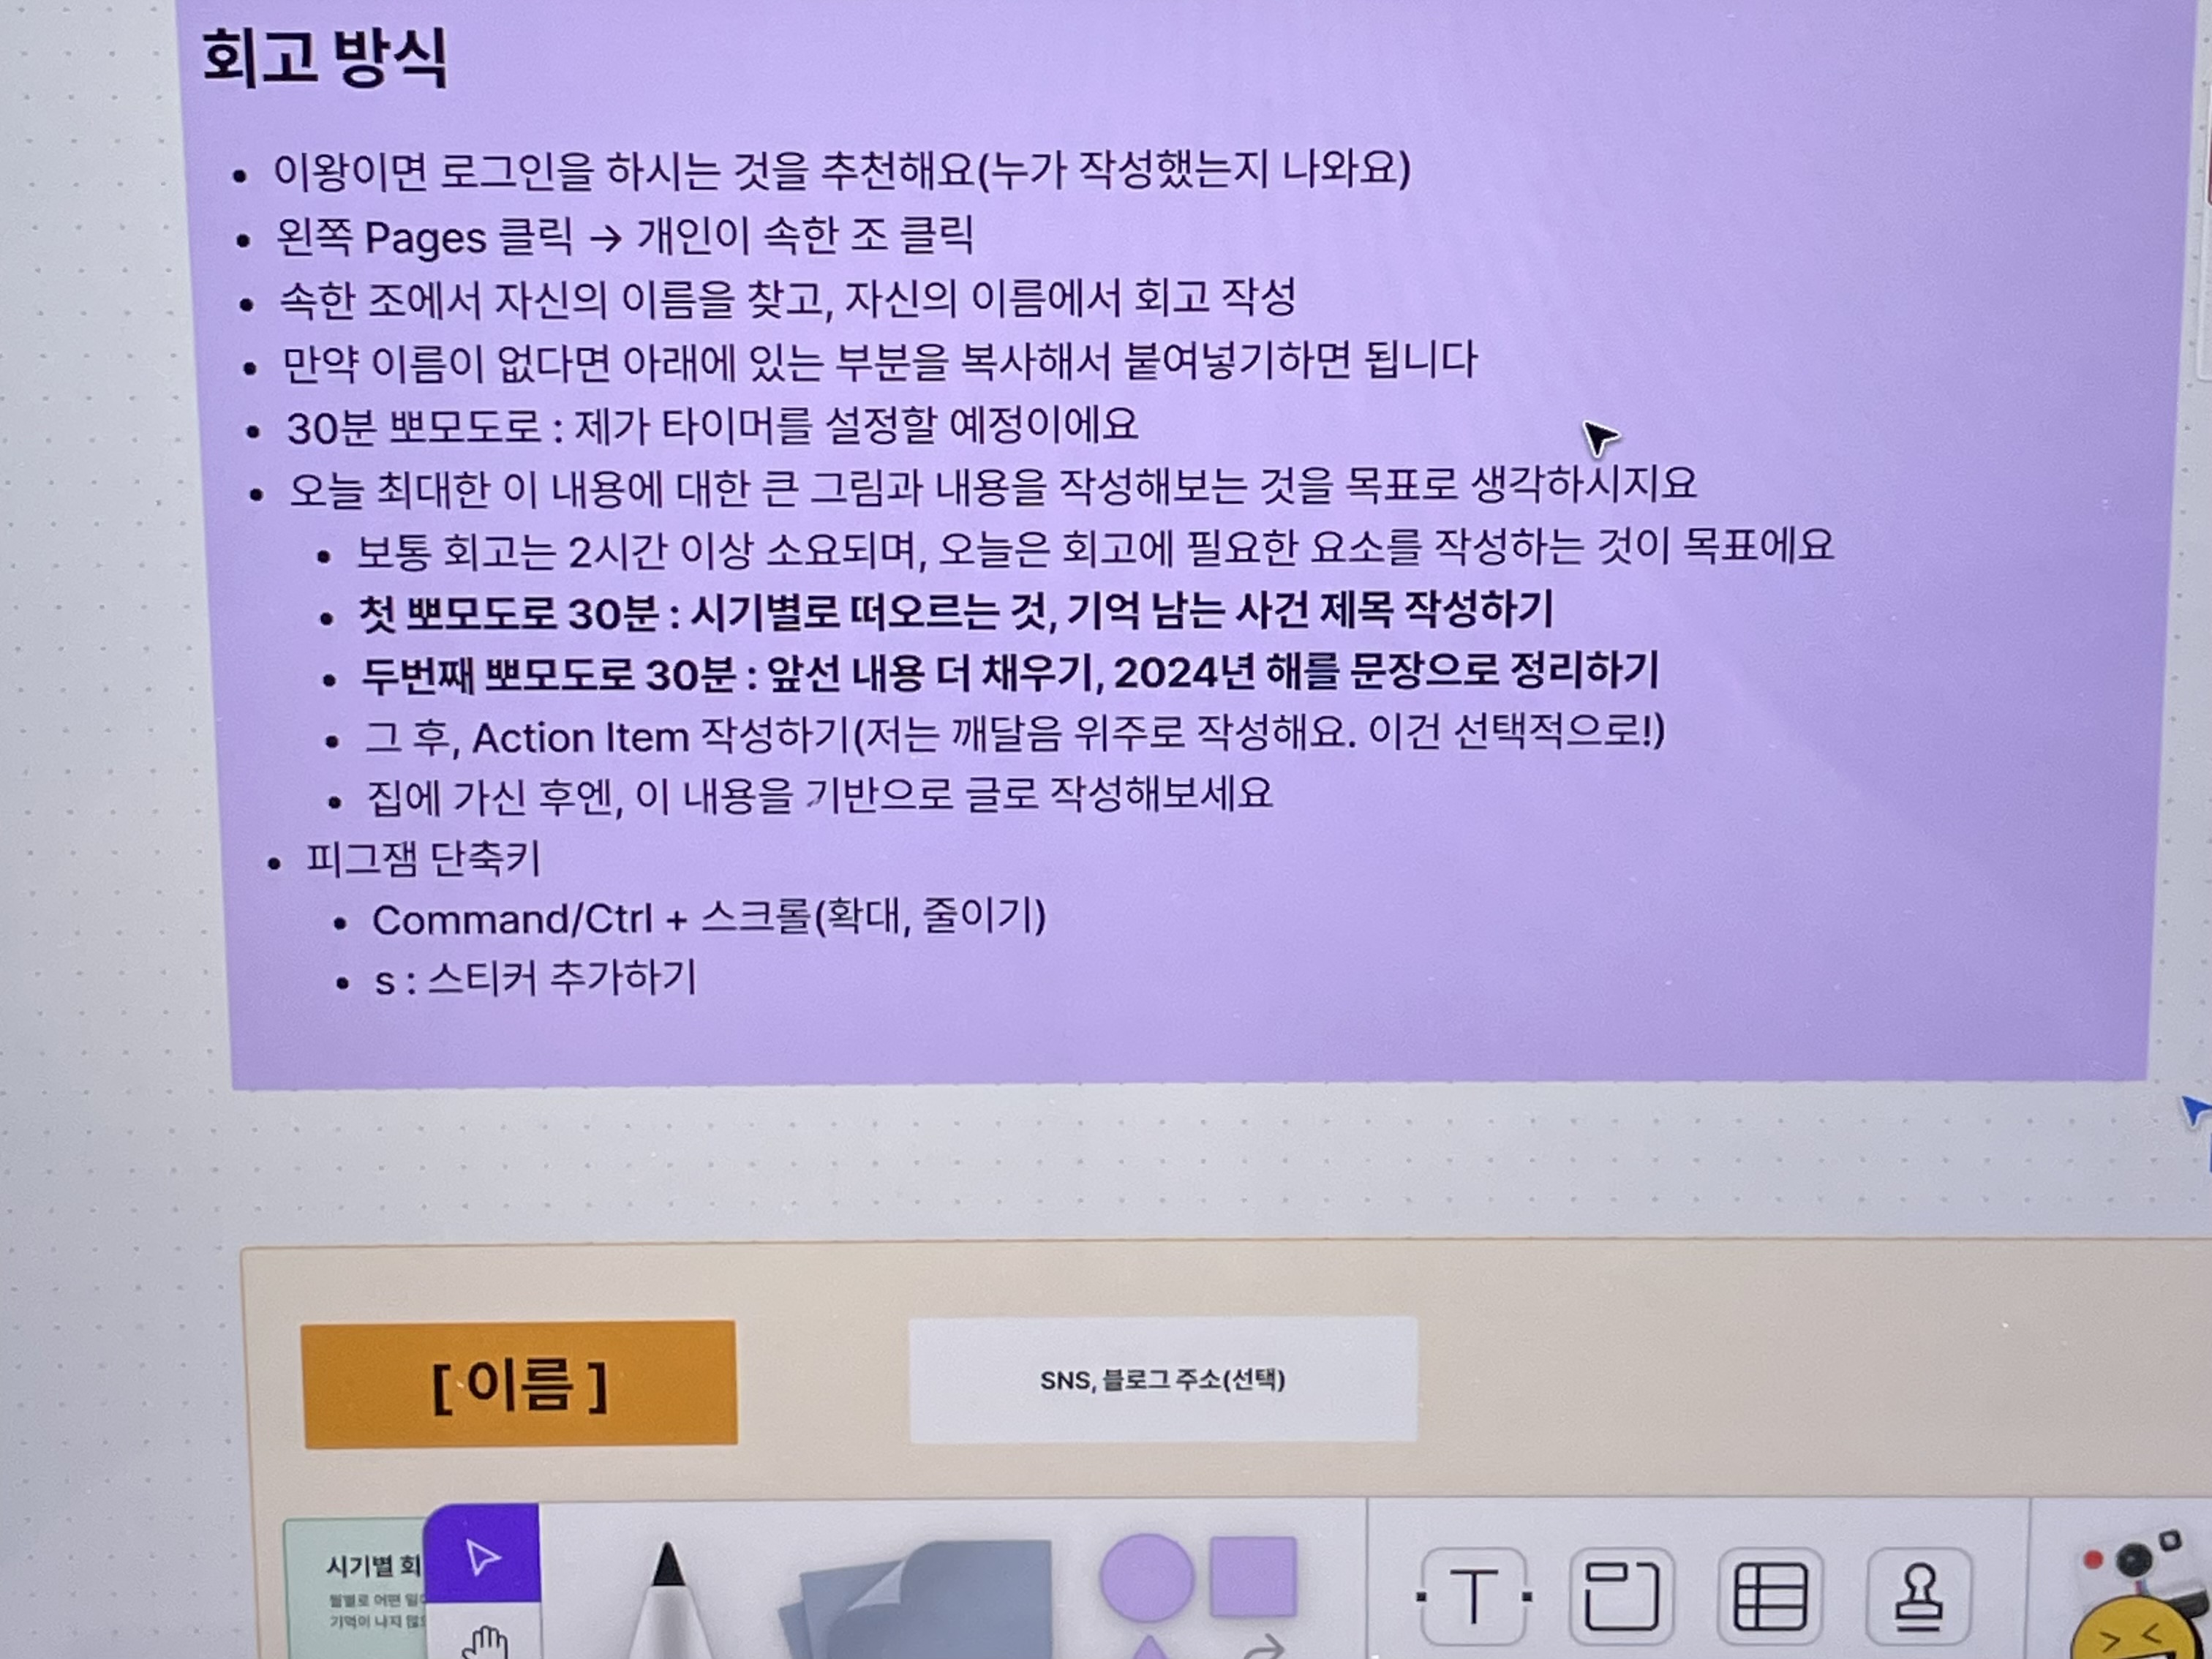 회고 방식
• 이왕이면 로그인을 하시는 것을 추천해요(누가 작성했는지 나와요)
• 왼쪽 Pages 클릭 → 개인이 속한 조 클릭
• 속한 조에서 자신의 이름을 찾고, 자신의 이름에서 회고 작성
• 만약 이름이 없다면 아래에 있는 부분을 복사해서 붙여넣기하면 됩니다
• 30분 뽀모도로 : 제가 타이머를 설정할 예정이에요
• 오늘 최대한 이 내용에 대한 큰 그림과 내용을 작성해보는 것을 목표로 생각하시지요
• 보통 회고는 2시간 이상 소요되며, 오늘은 회고에 필요한 요소를 작성하는 것이 목표에요
• 첫 뽀모도로 30분 : 시기별로 떠오르는 것, 기억 남는 사건 제목 작성하기
• 두번째 뽀모도로 30분 : 앞선 내용 더 채우기, 2024년 해를 문장으로 정리하기
• 그 후, Action Item 작성하기(저는 깨달음 위주로 작성해요. 이건 선택적으로!)
• 집에 가신 후엔, 이 내용을 기반으로 글로 작성해보세요
• 피그잼 단축키
• Command/Ctrl + 스크롤(확대, 줄이기)
• s : 스티커 추가하기
[ 이름 ]
SNS, 블로그 주소(선택)
시기별 회
월별로 어떤
기억이 나지
T